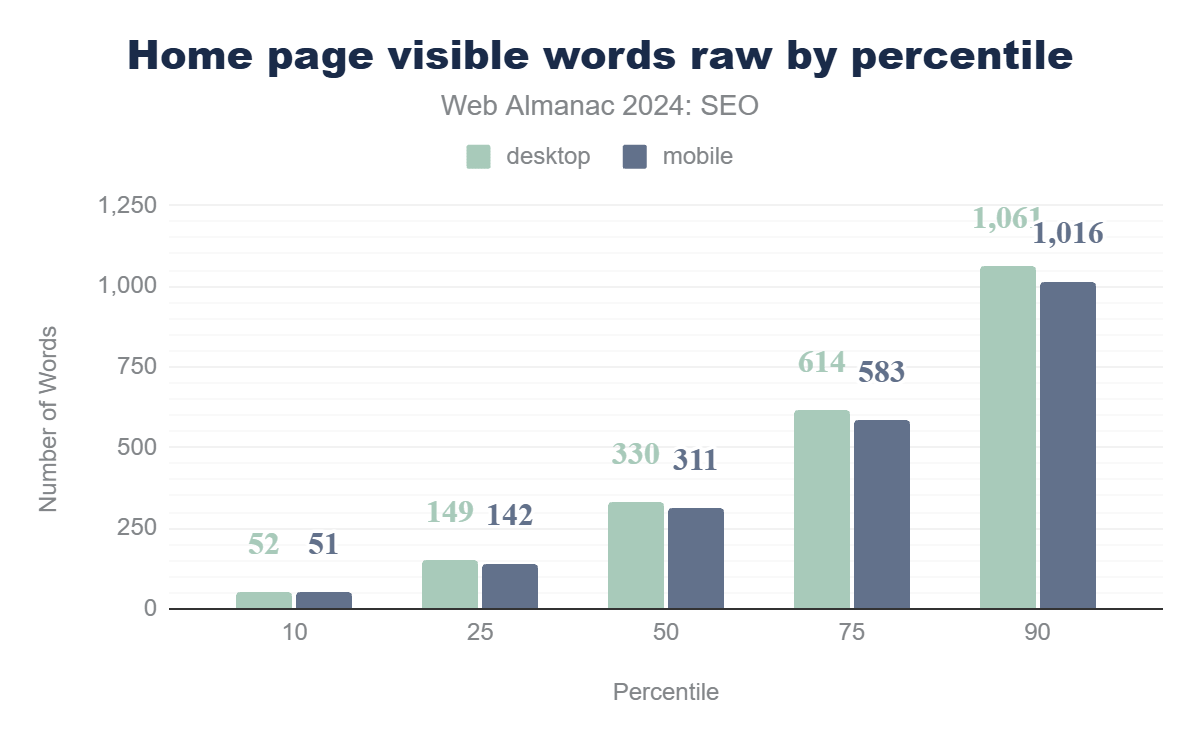 Home page visible words raw by percentile
Web Almanac 2024: SEO
desktop mobile
1,250
1,000
750
500
250
0
Number of Words
52 51
149 142
330 311
614 583
1,061 1,016
10 25 50 75 90
Percentile